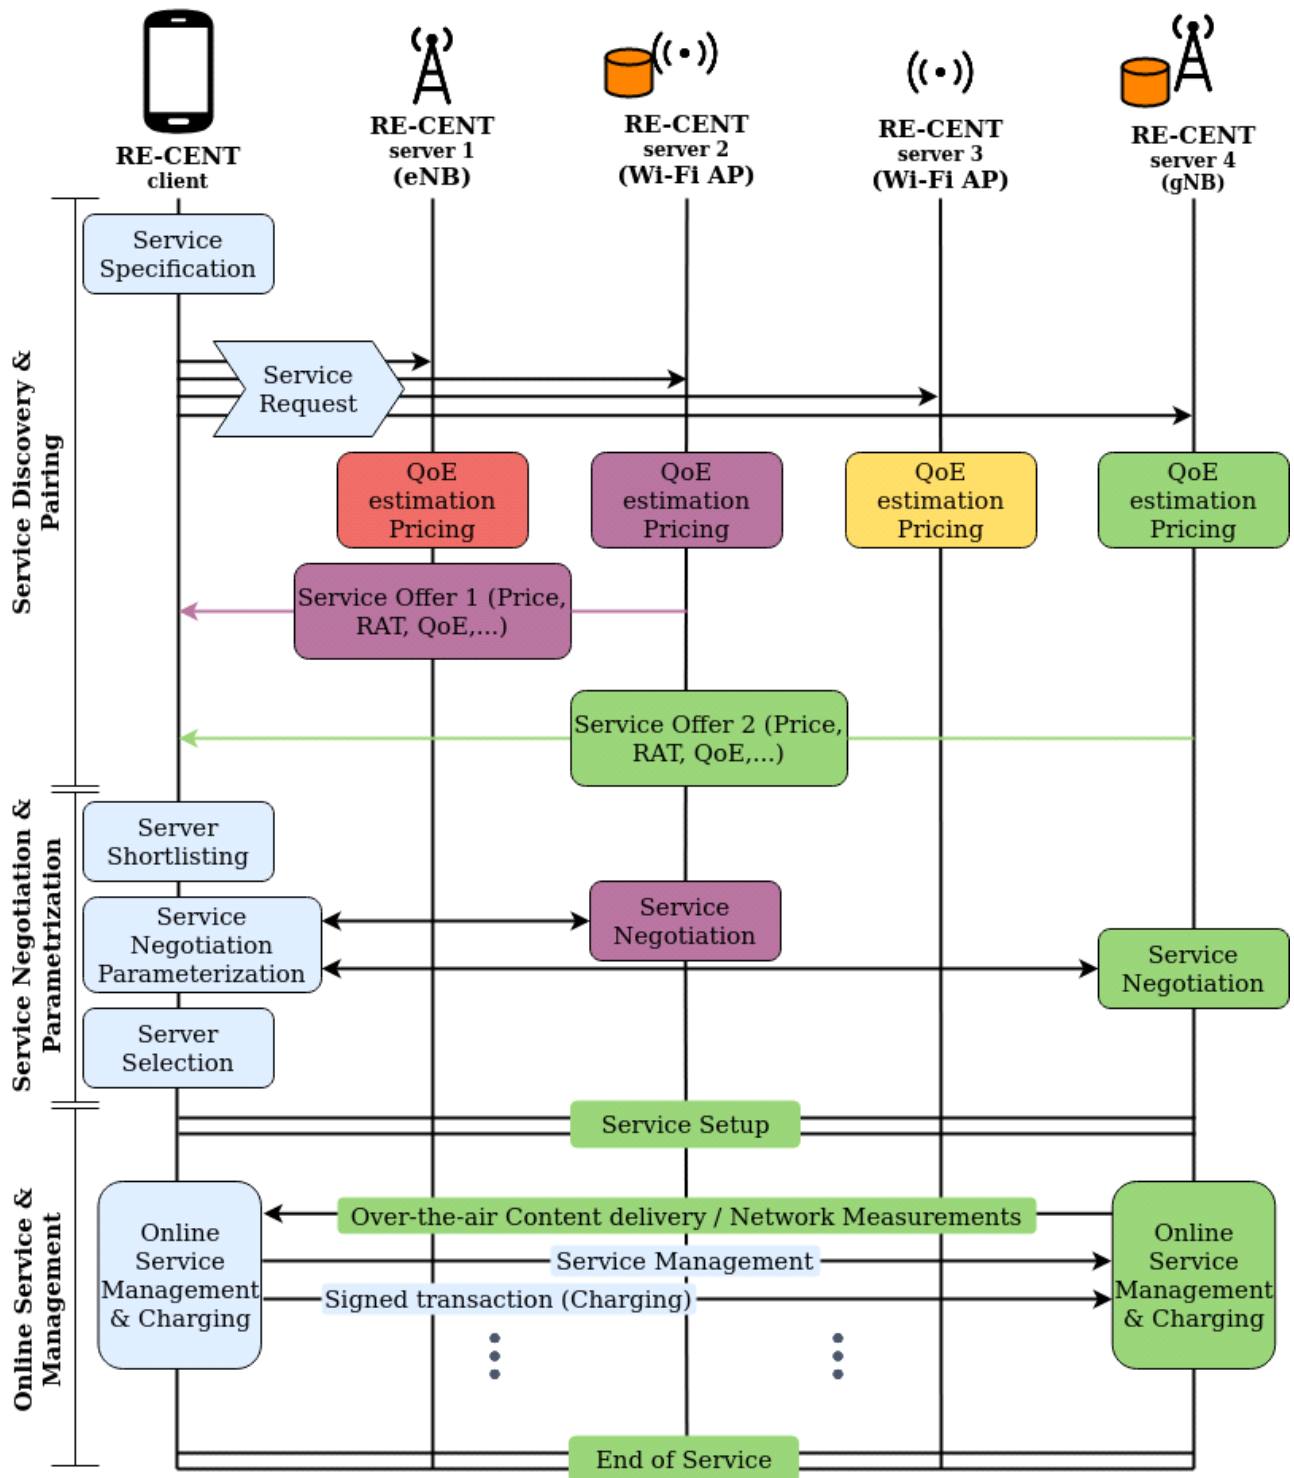 RE-CENT
client
RE-CENT
server 1
(eNB)
RE-CENT
server 2
(Wi-Fi AP)
RE-CENT
server 3
(Wi-Fi AP)
RE-CENT
server 4
(gNB)
Service Discovery &
Pairing
Service
Specification
Service
Request
QoE
estimation
Pricing
QoE
estimation
Pricing
QoE
estimation
Pricing
QoE
estimation
Pricing
Service Offer 1 (Price,
RAT, QoE,...)
Service Offer 2 (Price,
RAT, QoE,...)
Service Negotiation &
Parametrization
Server
Shortlisting
Service
Negotiation
Parameterization
Service
Negotiation
Service
Negotiation
Server
Selection
Online Service &
Management
Service Setup
Online
Service
Management
& Charging
Over-the-air Content delivery / Network Measurements
Service Management
Signed transaction (Charging)
Online
Service
Management
& Charging
End of Service